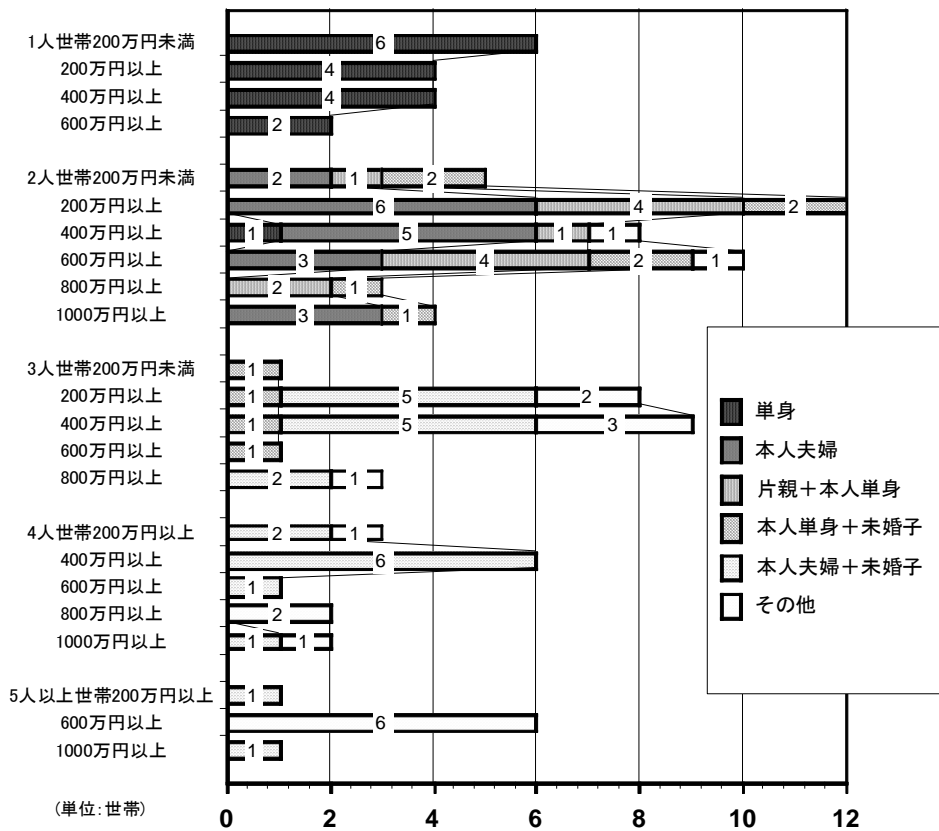 1人世帯200万円未満 6
200万円以上 4
400万円以上 4
600万円以上 2
2人世帯200万円未満 2 1 2
200万円以上 6 4 2
400万円以上 1 5 1 1
600万円以上 3 4 2 1
800万円以上 2 1
1000万円以上 3 1
3人世帯200万円未満 1
200万円以上 1 5 2
400万円以上 1 5 3
600万円以上 1
800万円以上 2 1
4人世帯200万円以上 2 1
400万円以上 6
600万円以上 1
800万円以上 2
1000万円以上 1 1
5人以上世帯200万円以上 1
600万円以上 6
1000万円以上 1
(単位:世帯) 0 2 4 6 8 10 12
単身
本人夫婦
片親+本人単身
本人単身+未婚子
本人夫婦+未婚子
その他